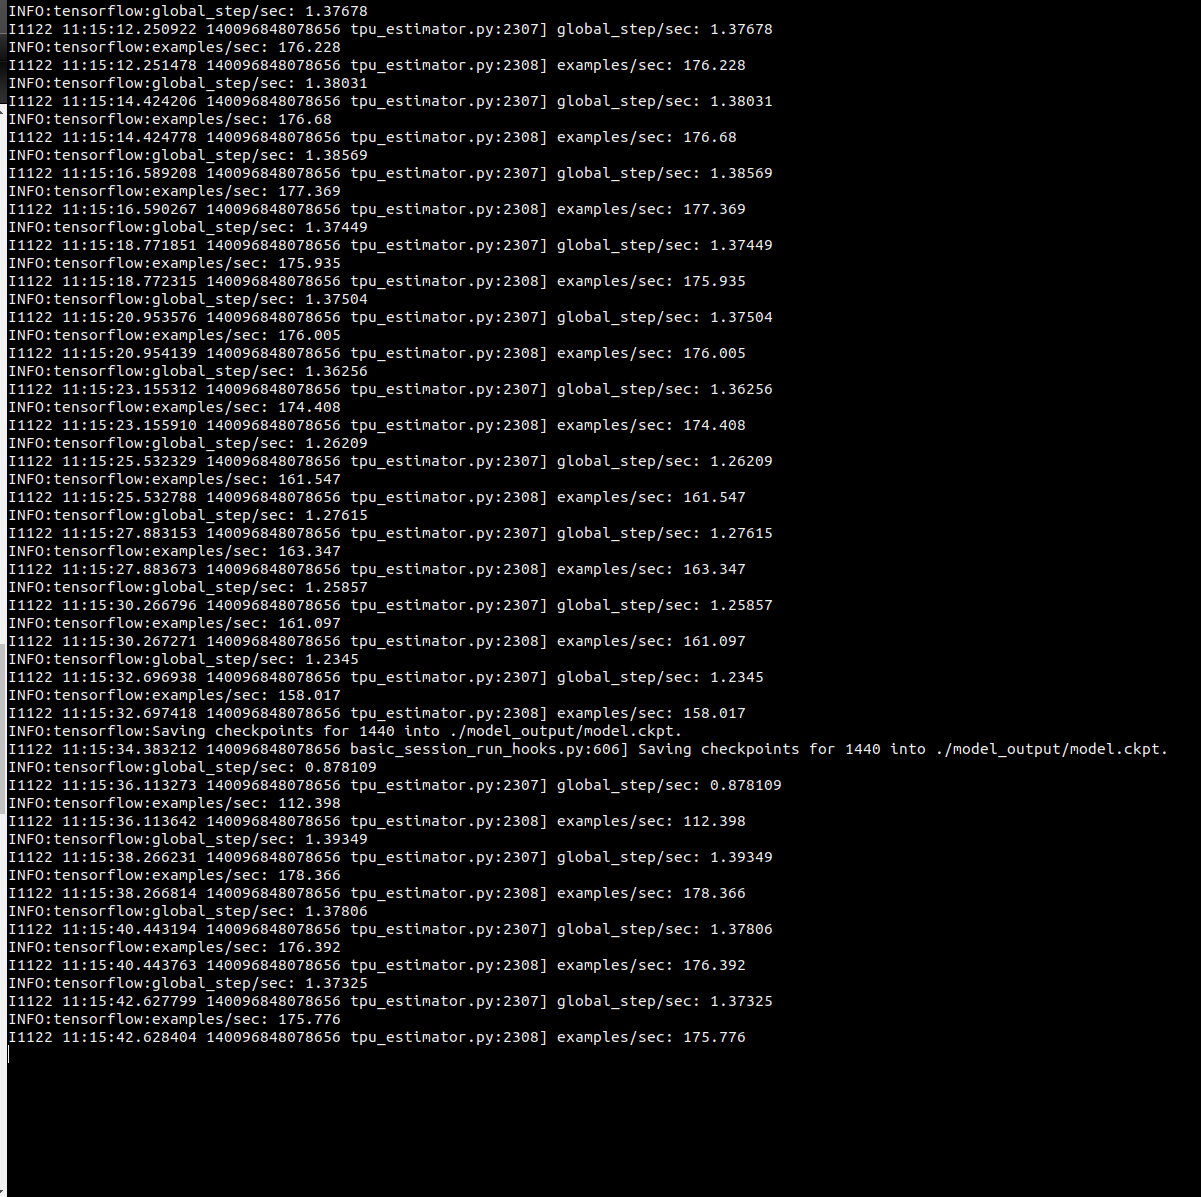 INFO:tensorflow:global_step/sec: 1.37678
I1122 11:15:12.250922 140096848078656 tpu_estimator.py:2307] global_step/sec: 1.37678
INFO:tensorflow:examples/sec: 176.228
I1122 11:15:12.251478 140096848078656 tpu_estimator.py:2308] examples/sec: 176.228
INFO:tensorflow:global_step/sec: 1.38031
I1122 11:15:14.424206 140096848078656 tpu_estimator.py:2307] global_step/sec: 1.38031
INFO:tensorflow:examples/sec: 176.68
I1122 11:15:14.424778 140096848078656 tpu_estimator.py:2308] examples/sec: 176.68
INFO:tensorflow:global_step/sec: 1.38569
I1122 11:15:16.589208 140096848078656 tpu_estimator.py:2307] global_step/sec: 1.38569
INFO:tensorflow:examples/sec: 177.369
I1122 11:15:16.590267 140096848078656 tpu_estimator.py:2308] examples/sec: 177.369
INFO:tensorflow:global_step/sec: 1.37449
I1122 11:15:18.771851 140096848078656 tpu_estimator.py:2307] global_step/sec: 1.37449
INFO:tensorflow:examples/sec: 175.935
I1122 11:15:18.772315 140096848078656 tpu_estimator.py:2308] examples/sec: 175.935
INFO:tensorflow:global_step/sec: 1.37504
I1122 11:15:20.953576 140096848078656 tpu_estimator.py:2307] global_step/sec: 1.37504
INFO:tensorflow:examples/sec: 176.005
I1122 11:15:20.954139 140096848078656 tpu_estimator.py:2308] examples/sec: 176.005
INFO:tensorflow:global_step/sec: 1.36256
I1122 11:15:23.155312 140096848078656 tpu_estimator.py:2307] global_step/sec: 1.36256
INFO:tensorflow:examples/sec: 174.408
I1122 11:15:23.155910 140096848078656 tpu_estimator.py:2308] examples/sec: 174.408
INFO:tensorflow:global_step/sec: 1.26209
I1122 11:15:25.532329 140096848078656 tpu_estimator.py:2307] global_step/sec: 1.26209
INFO:tensorflow:examples/sec: 161.547
I1122 11:15:25.532788 140096848078656 tpu_estimator.py:2308] examples/sec: 161.547
INFO:tensorflow:global_step/sec: 1.27615
I1122 11:15:27.883153 140096848078656 tpu_estimator.py:2307] global_step/sec: 1.27615
INFO:tensorflow:examples/sec: 163.347
I1122 11:15:27.883673 140096848078656 tpu_estimator.py:2308] examples/sec: 163.347
INFO:tensorflow:global_step/sec: 1.25857
I1122 11:15:30.266796 140096848078656 tpu_estimator.py:2307] global_step/sec: 1.25857
INFO:tensorflow:examples/sec: 161.097
I1122 11:15:30.267271 140096848078656 tpu_estimator.py:2308] examples/sec: 161.097
INFO:tensorflow:global_step/sec: 1.2345
I1122 11:15:32.696938 140096848078656 tpu_estimator.py:2307] global_step/sec: 1.2345
INFO:tensorflow:examples/sec: 158.017
I1122 11:15:32.697418 140096848078656 tpu_estimator.py:2308] examples/sec: 158.017
INFO:tensorflow:Saving checkpoints for 1440 into ./model_output/model.ckpt.
I1122 11:15:34.383212 140096848078656 basic_session_run_hooks.py:606] Saving checkpoints for 1440 into ./model_output/model.ckpt.
INFO:tensorflow:global_step/sec: 0.878109
I1122 11:15:36.113273 140096848078656 tpu_estimator.py:2307] global_step/sec: 0.878109
INFO:tensorflow:examples/sec: 112.398
I1122 11:15:36.113642 140096848078656 tpu_estimator.py:2308] examples/sec: 112.398
INFO:tensorflow:global_step/sec: 1.39349
I1122 11:15:38.266231 140096848078656 tpu_estimator.py:2307] global_step/sec: 1.39349
INFO:tensorflow:examples/sec: 178.366
I1122 11:15:38.266814 140096848078656 tpu_estimator.py:2308] examples/sec: 178.366
INFO:tensorflow:global_step/sec: 1.37806
I1122 11:15:40.443194 140096848078656 tpu_estimator.py:2307] global_step/sec: 1.37806
INFO:tensorflow:examples/sec: 176.392
I1122 11:15:40.443763 140096848078656 tpu_estimator.py:2308] examples/sec: 176.392
INFO:tensorflow:global_step/sec: 1.37325
I1122 11:15:42.627799 140096848078656 tpu_estimator.py:2307] global_step/sec: 1.37325
INFO:tensorflow:examples/sec: 175.776
I1122 11:15:42.628404 140096848078656 tpu_estimator.py:2308] examples/sec: 175.776